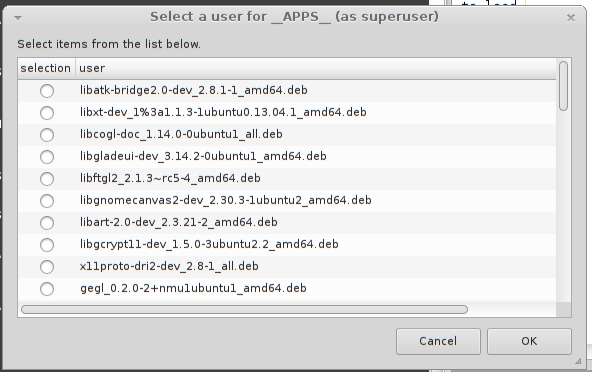 to load
Select a user for __APPS__ (as superuser)
Select items from the list below.
selection user
libatk-bridge2.0-dev_2.8.1-1_amd64.deb
libxt-dev_1%3a1.1.3-1ubuntu0.13.04.1_amd64.deb
libcogl-doc_1.14.0-0ubuntu1_all.deb
libgladeui-dev_3.14.2-0ubuntu1_amd64.deb
libftgl2_2.1.3~rc5-4_amd64.deb
libgnomecanvas2-dev_2.30.3-1ubuntu2_amd64.deb
libart-2.0-dev_2.3.21-2_amd64.deb
libgcrypt11-dev_1.5.0-3ubuntu2.2_amd64.deb
x11proto-dri2-dev_2.8-1_all.deb
gegl_0.2.0-2+nmu1ubuntu1_amd64.deb
Cancel OK